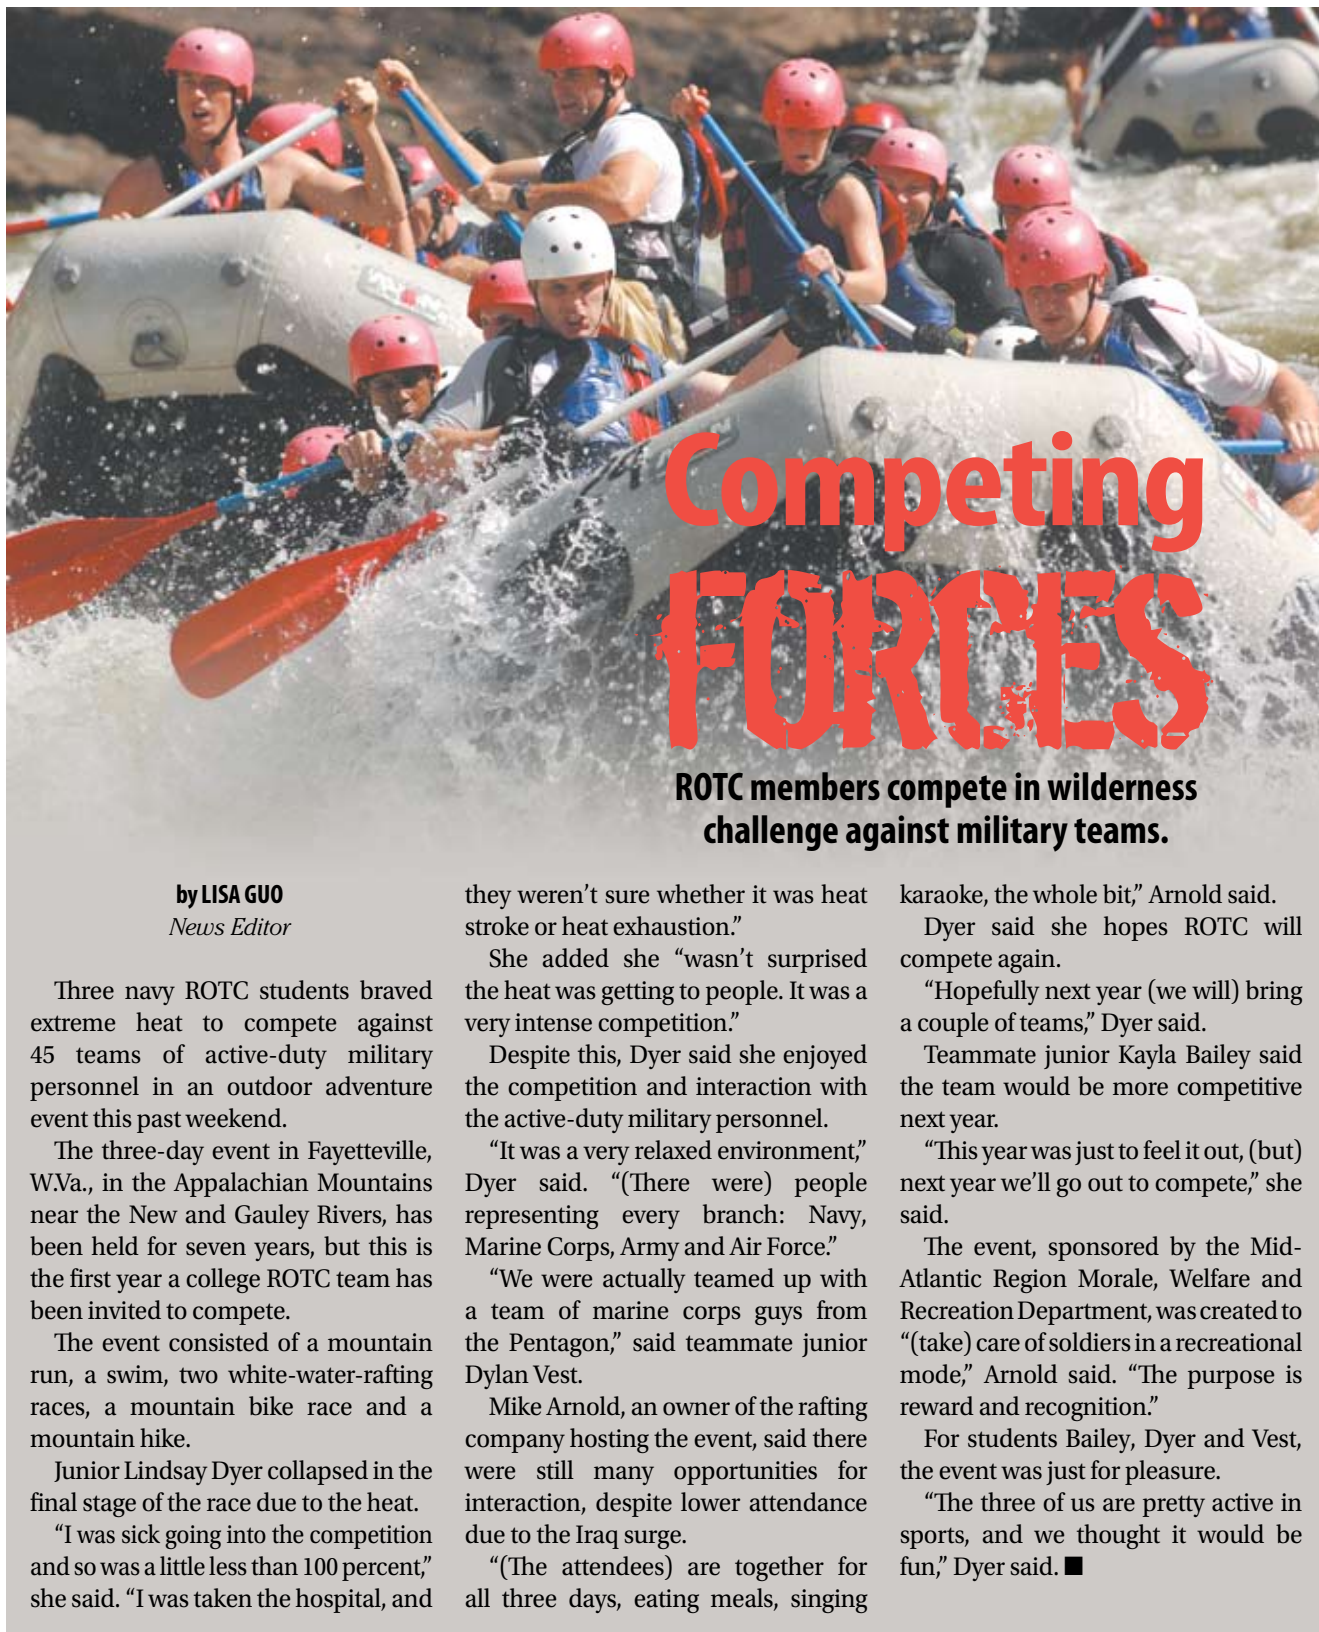 Competing
FORCES
ROTC members compete in wilderness
challenge against military teams.
by LISA GUO
News Editor
Three navy ROTC students braved
extreme heat to compete against
45 teams of active-duty military
personnel in an outdoor adventure
event this past weekend.
The three-day event in Fayetteville,
W.Va., in the Appalachian Mountains
near the New and Gauley Rivers, has
been held for seven years, but this is
the first year a college ROTC team has
been invited to compete.
The event consisted of a mountain
run, a swim, two white-water-rafting
races, a mountain bike race and a
mountain hike.
Junior Lindsay Dyer collapsed in the
final stage of the race due to the heat.
“I was sick going into the competition
and so was a little less than 100 percent,”
she said. “I was taken the hospital, and
they weren’t sure whether it was heat
stroke or heat exhaustion.”
She added she “wasn’t surprised
the heat was getting to people. It was a
very intense competition.”
Despite this, Dyer said she enjoyed
the competition and interaction with
the active-duty military personnel.
“It was a very relaxed environment,”
Dyer said. “(There were) people
representing every branch: Navy,
Marine Corps, Army and Air Force.”
“We were actually teamed up with
a team of marine corps guys from
the Pentagon,” said teammate junior
Dylan Vest.
Mike Arnold, an owner of the rafting
company hosting the event, said there
were still many opportunities for
interaction, despite lower attendance
due to the Iraq surge.
“(The attendees) are together for
all three days, eating meals, singing
karaoke, the whole bit,” Arnold said.
Dyer said she hopes ROTC will
compete again.
“Hopefully next year (we will) bring
a couple of teams,” Dyer said.
Teammate junior Kayla Bailey said
the team would be more competitive
next year.
“This year was just to feel it out, (but)
next year we’ll go out to compete,” she
said.
The event, sponsored by the Mid-
Atlantic Region Morale, Welfare and
Recreation Department, was created to
“(take) care of soldiers in a recreational
mode,” Arnold said. “The purpose is
reward and recognition.”
For students Bailey, Dyer and Vest,
the event was just for pleasure.
“The three of us are pretty active in
sports, and we thought it would be
fun,” Dyer said. ■